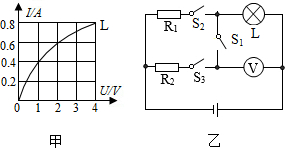 I/A
0.8
0.6
0.4
0.2
L
0 1 2 3 4
U/V
甲
R₁ S₂ L
S₁
R₂ S₃ V
乙